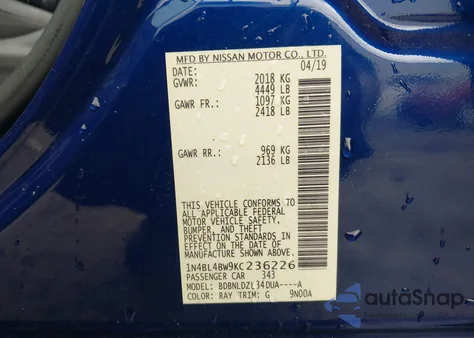 MFD BY NISSAN MOTOR CO., LTD.
DATE: 04/19
GVWR: 2018 KG
4449 LB
GAWR FR: 1097 KG
2418 LB
GAWR RR: 969 KG
2136 LB
THIS VEHICLE CONFORMS TO
ALL APPLICABLE FEDERAL
MOTOR VEHICLE SAFETY,
BUMPER, AND THEFT
PREVENTION STANDARDS IN
EFFECT ON THE DATE OF
MANUFACTURE SHOWN ABOVE.
1N4BL4BW9KC236226
PASSENGER CAR 343
MODEL: BDBNLDZL34DUA----A
COLOR: RAY TRIM: G 9N00A
autoSnap